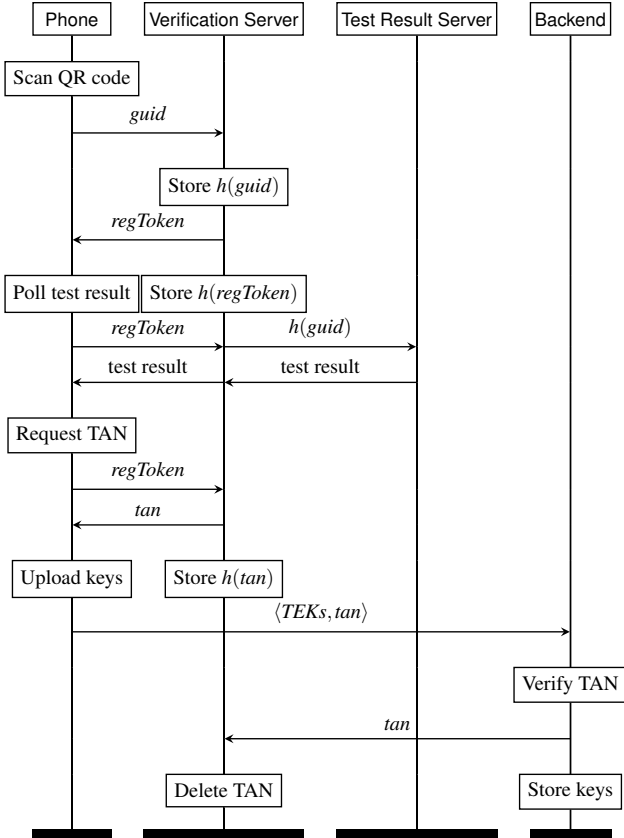 Phone Verification Server Test Result Server Backend
Scan QR code
guid
Store h(guid)
regToken
Poll test result Store h(regToken)
regToken h(guid)
test result test result
Request TAN
regToken
tan
Upload keys Store h(tan)
⟨TEKs, tan⟩
Verify TAN
tan
Delete TAN Store keys